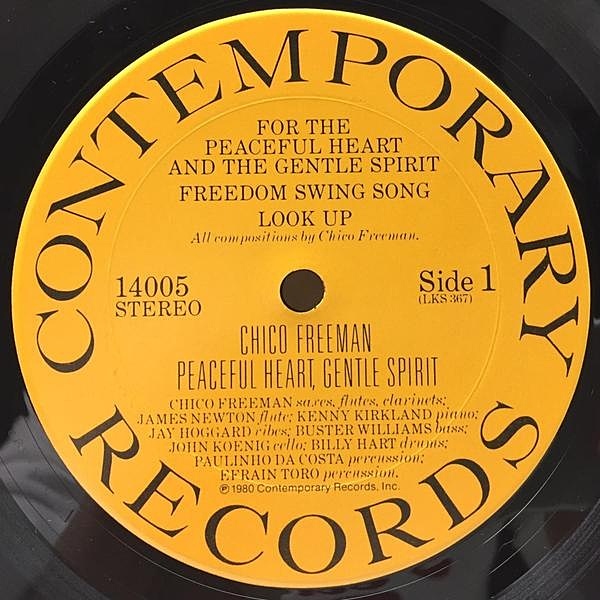 CONTEMPORARY
FOR THE
PEACEFUL HEART
AND THE GENTLE SPIRIT
FREEDOM SWING SONG
LOOK UP
All compositions by Chico Freeman.
14005
STEREO
Side 1
(LKS 367)
CHICO FREEMAN
PEACEFUL HEART, GENTLE SPIRIT
CHICO FREEMAN saxes, flutes, clarinets;
JAMES NEWTON flute; KENNY KIRKLAND piano;
JAY HOGGARD vibes; BUSTER WILLIAMS bass;
JOHN KOENIG cello; BILLY HART drums;
PAULINHO DA COSTA percussion;
EFRAIN TORO percussion.
℗ 1980 Contemporary Records, Inc.
RECORDS